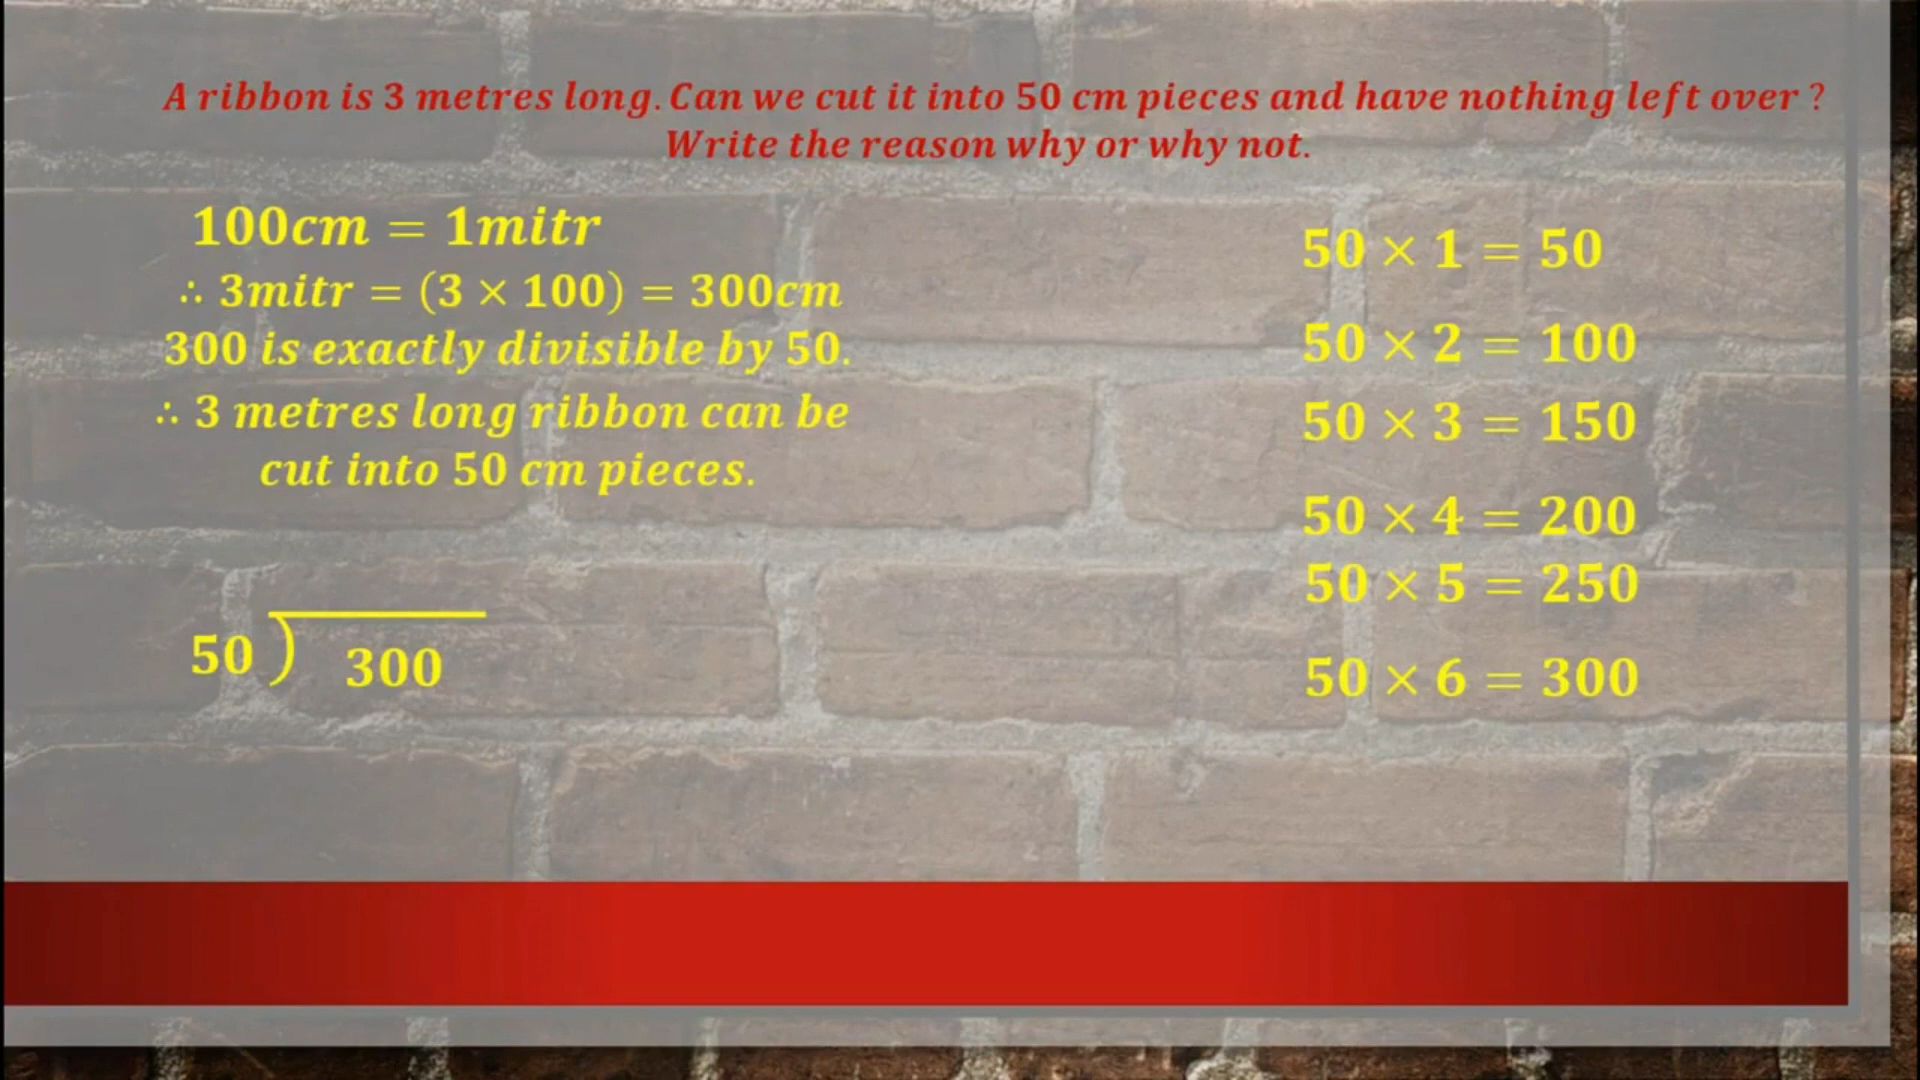 A ribbon is 3 metres long. Can we cut it into 50 cm pieces and have nothing left over ?
Write the reason why or why not.
100cm = 1mitr
∴ 3mitr = (3 × 100) = 300cm
300 is exactly divisible by 50.
∴ 3 metres long ribbon can be
cut into 50 cm pieces.
50 ) 300
50 × 1 = 50
50 × 2 = 100
50 × 3 = 150
50 × 4 = 200
50 × 5 = 250
50 × 6 = 300